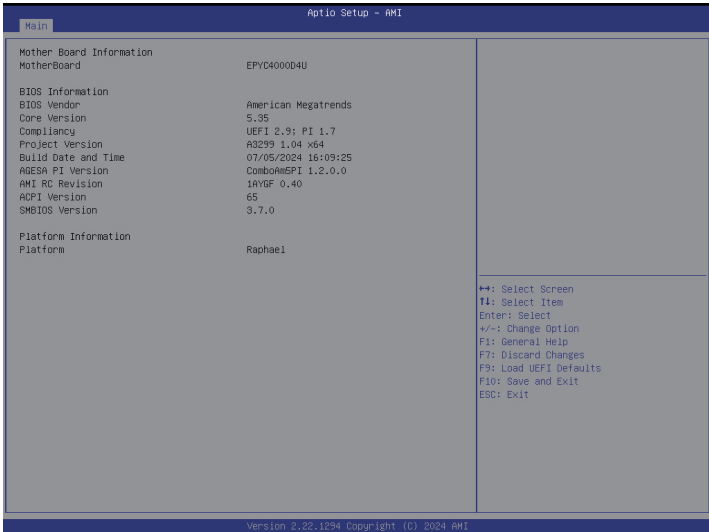 Aptio Setup – AMI
Main
Mother Board Information
MotherBoard EPYC4000D4U
BIOS Information
BIOS Vendor American Megatrends
Core Version 5.35
Compliancy UEFI 2.9; PI 1.7
Project Version A3299 1.04 x64
Build Date and Time 07/05/2024 16:09:25
AGESA PI Version ComboAm5PI 1.2.0.0
AMI RC Revision 1AYGF 0.40
ACPI Version 65
SMBIOS Version 3.7.0
Platform Information
Platform Raphael
→←: Select Screen
↑↓: Select Item
Enter: Select
+/-: Change Option
F1: General Help
F7: Discard Changes
F9: Load UEFI Defaults
F10: Save and Exit
ESC: Exit
Version 2.22.1294 Copyright (C) 2024 AMI